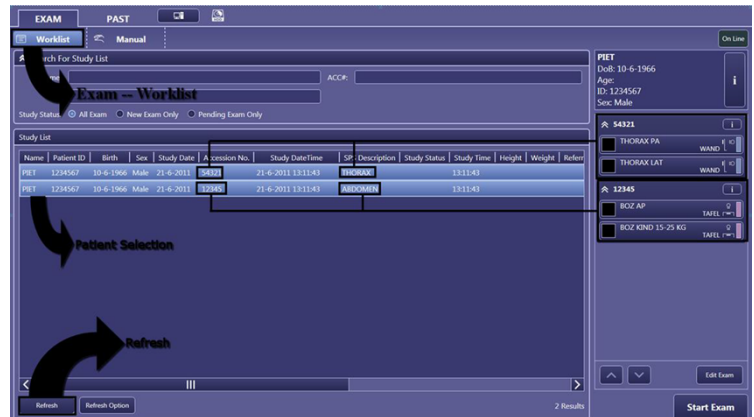 EXAM PAST
Worklist Manual On Line
Search For Study List
ACC#:
Exam -- Worklist
Study Status All Exam New Exam Only Pending Exam Only
Study List
Name Patient ID Birth Sex Study Date Accession No. Study DateTime SPS Description Study Status Study Time Height Weight Referr
PIET 1234567 10-6-1966 Male 21-6-2011 54321 21-6-2011 13:11:43 THORAX 13:11:43
PIET 1234567 10-6-1966 Male 21-6-2011 12345 21-6-2011 13:11:43 ABDOMEN 13:11:43
Patient Selection
Refresh
Refresh Refresh Option 2 Results
PIET
DoB: 10-6-1966
Age:
ID: 1234567
Sex: Male
i
54321 i
THORAX PA
WAND
THORAX LAT
WAND
12345 i
BOZ AP
TAFEL
BOZ KIND 15-25 KG
TAFEL
Edit Exam
Start Exam